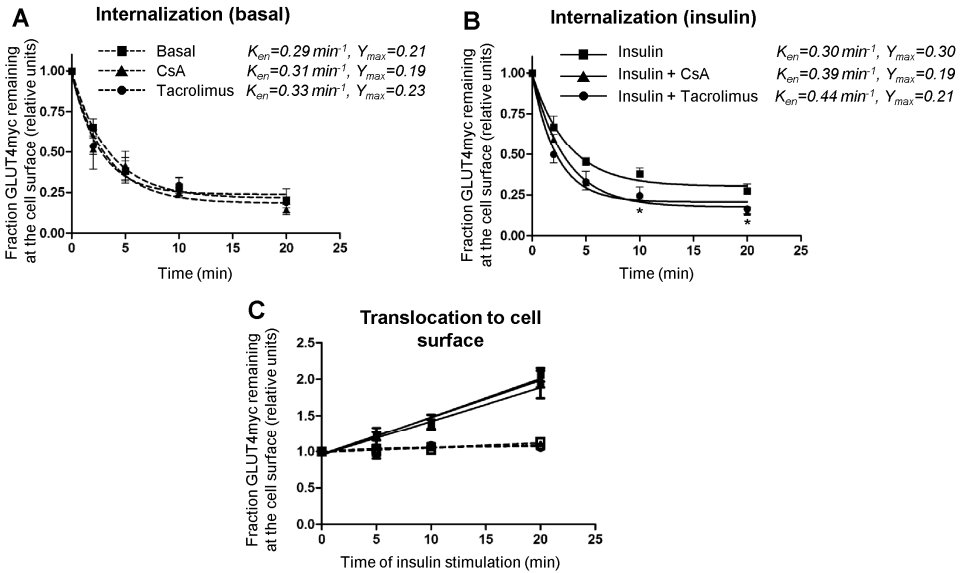 A
Internalization (basal)
Basal K_en=0.29 min⁻¹, Y_max=0.21
CsA K_en=0.31 min⁻¹, Y_max=0.19
Tacrolimus K_en=0.33 min⁻¹, Y_max=0.23
Fraction GLUT4myc remaining
at the cell surface (relative units)
1.00
0.75
0.50
0.25
0.00
0 5 10 15 20 25
Time (min)
B
Internalization (insulin)
Insulin K_en=0.30 min⁻¹, Y_max=0.30
Insulin + CsA K_en=0.39 min⁻¹, Y_max=0.19
Insulin + Tacrolimus K_en=0.44 min⁻¹, Y_max=0.21
Fraction GLUT4myc remaining
at the cell surface (relative units)
1.00
0.75
0.50
0.25
0.00
* *
0 5 10 15 20 25
Time (min)
C
Translocation to cell
surface
Fraction GLUT4myc remaining
at the cell surface (relative units)
2.5
2.0
1.5
1.0
0.5
0.0
0 5 10 15 20 25
Time of insulin stimulation (min)